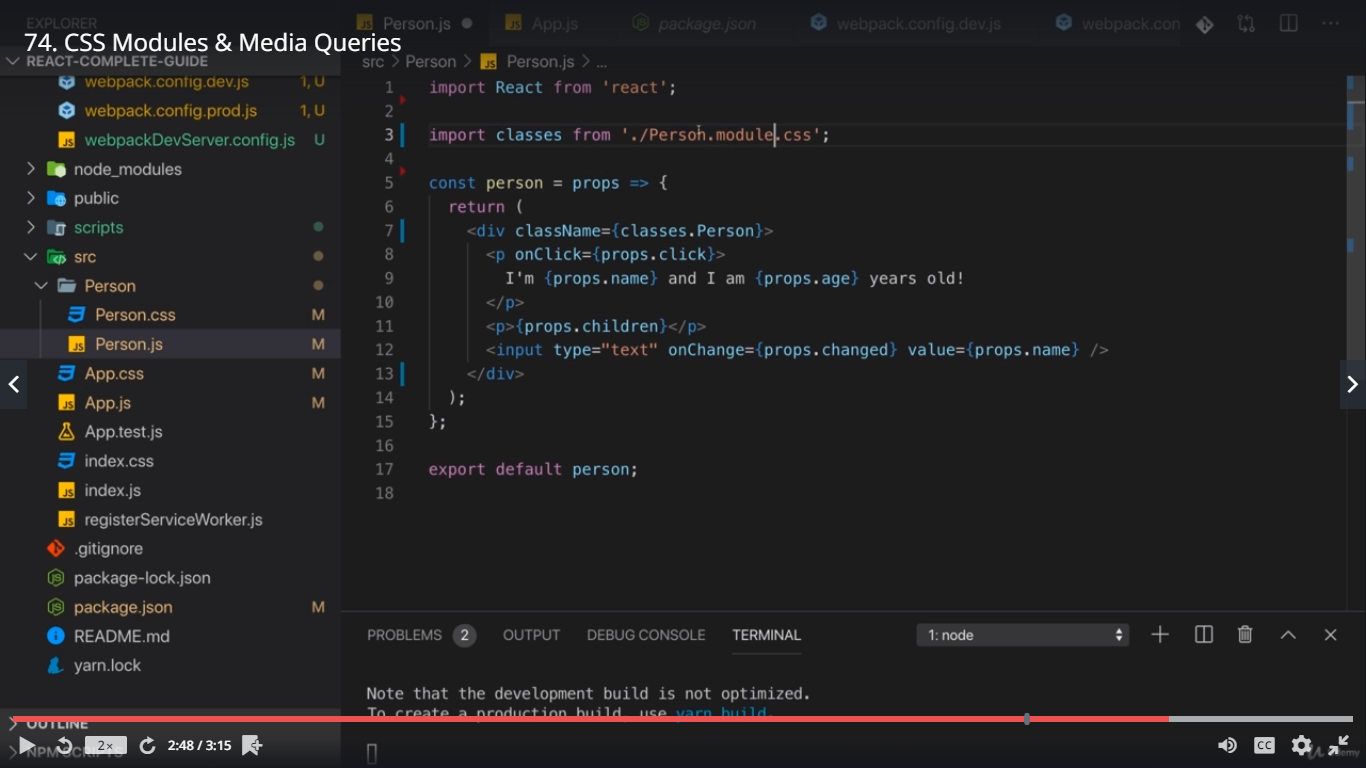 EXPLORER
74. CSS Modules & Media Queries
REACT-COMPLETE-GUIDE
webpack.config.dev.js 1, U
webpack.config.prod.js 1, U
webpackDevServer.config.js U
node_modules
public
scripts
src
Person
Person.css M
Person.js M
App.css M
App.js M
App.test.js
index.css
index.js
registerServiceWorker.js
.gitignore
package-lock.json
package.json M
README.md
yarn.lock
OUTLINE
NPM SCRIPTS
Person.js App.js package.json webpack.config.dev.js webpack.con
src > Person > Person.js > ...
1 import React from 'react';
2
3 import classes from './Person.module.css';
4
5 const person = props => {
6 return (
7 <div className={classes.Person}>
8 <p onClick={props.click}>
9 I'm {props.name} and I am {props.age} years old!
10 </p>
11 <p>{props.children}</p>
12 <input type="text" onChange={props.changed} value={props.name} />
13 </div>
14 );
15 };
16
17 export default person;
18
PROBLEMS 2 OUTPUT DEBUG CONSOLE TERMINAL 1: node
Note that the development build is not optimized.
To create a production build, use yarn build.
2x 2:48 / 3:15 CC
Udemy